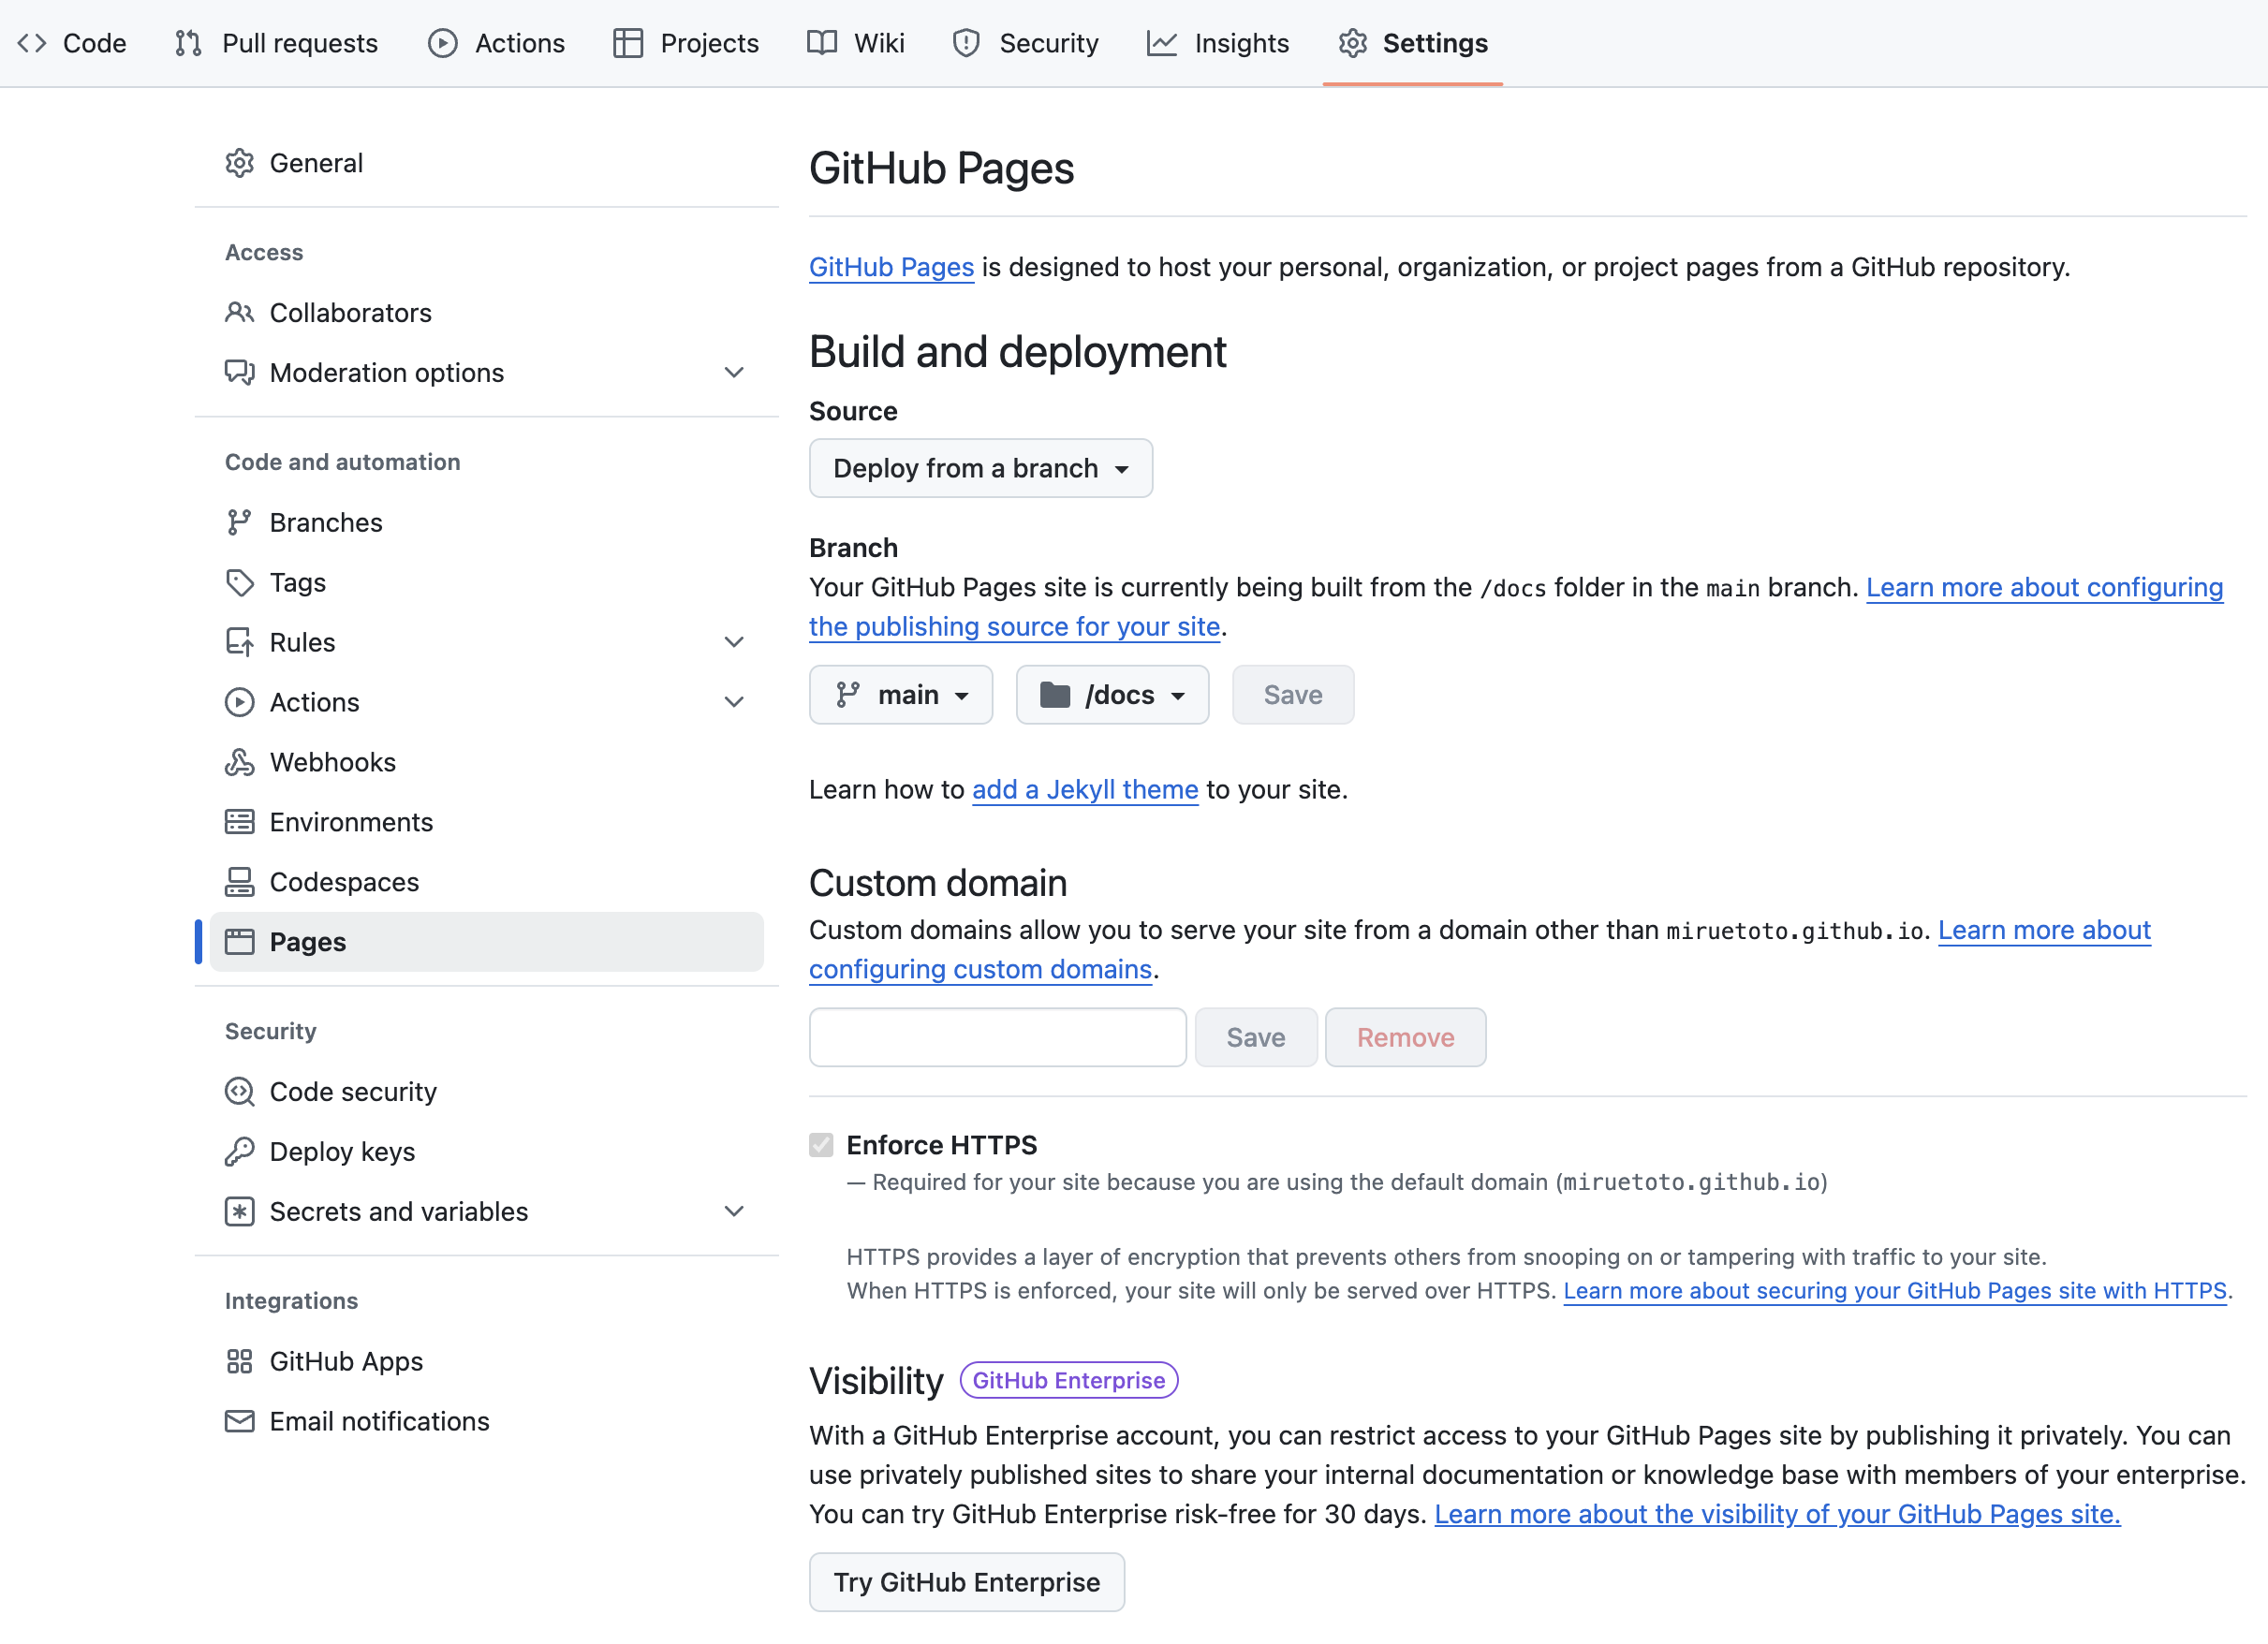 Code Pull requests Actions Projects Wiki Security Insights Settings
General
Access
Collaborators
Moderation options
Code and automation
Branches
Tags
Rules
Actions
Webhooks
Environments
Codespaces
Pages
Security
Code security
Deploy keys
Secrets and variables
Integrations
GitHub Apps
Email notifications
GitHub Pages
GitHub Pages is designed to host your personal, organization, or project pages from a GitHub repository.
Build and deployment
Source
Deploy from a branch
Branch
Your GitHub Pages site is currently being built from the /docs folder in the main branch. Learn more about configuring
the publishing source for your site.
main /docs Save
Learn how to add a Jekyll theme to your site.
Custom domain
Custom domains allow you to serve your site from a domain other than miruetoto.github.io. Learn more about
configuring custom domains.
Save Remove
Enforce HTTPS
— Required for your site because you are using the default domain (miruetoto.github.io)
HTTPS provides a layer of encryption that prevents others from snooping on or tampering with traffic to your site.
When HTTPS is enforced, your site will only be served over HTTPS. Learn more about securing your GitHub Pages site with HTTPS.
Visibility GitHub Enterprise
With a GitHub Enterprise account, you can restrict access to your GitHub Pages site by publishing it privately. You can
use privately published sites to share your internal documentation or knowledge base with members of your enterprise.
You can try GitHub Enterprise risk-free for 30 days. Learn more about the visibility of your GitHub Pages site.
Try GitHub Enterprise